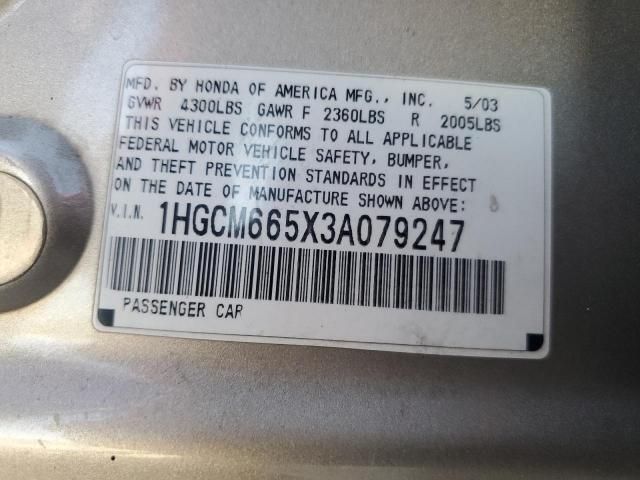 MFD. BY HONDA OF AMERICA MFG., INC. 5/03
GVWR 4300LBS GAWR F 2360LBS R 2005LBS
THIS VEHICLE CONFORMS TO ALL APPLICABLE
FEDERAL MOTOR VEHICLE SAFETY, BUMPER,
AND THEFT PREVENTION STANDARDS IN EFFECT
ON THE DATE OF MANUFACTURE SHOWN ABOVE:
V.I.N. 1HGCM665X3A079247
PASSENGER CAR